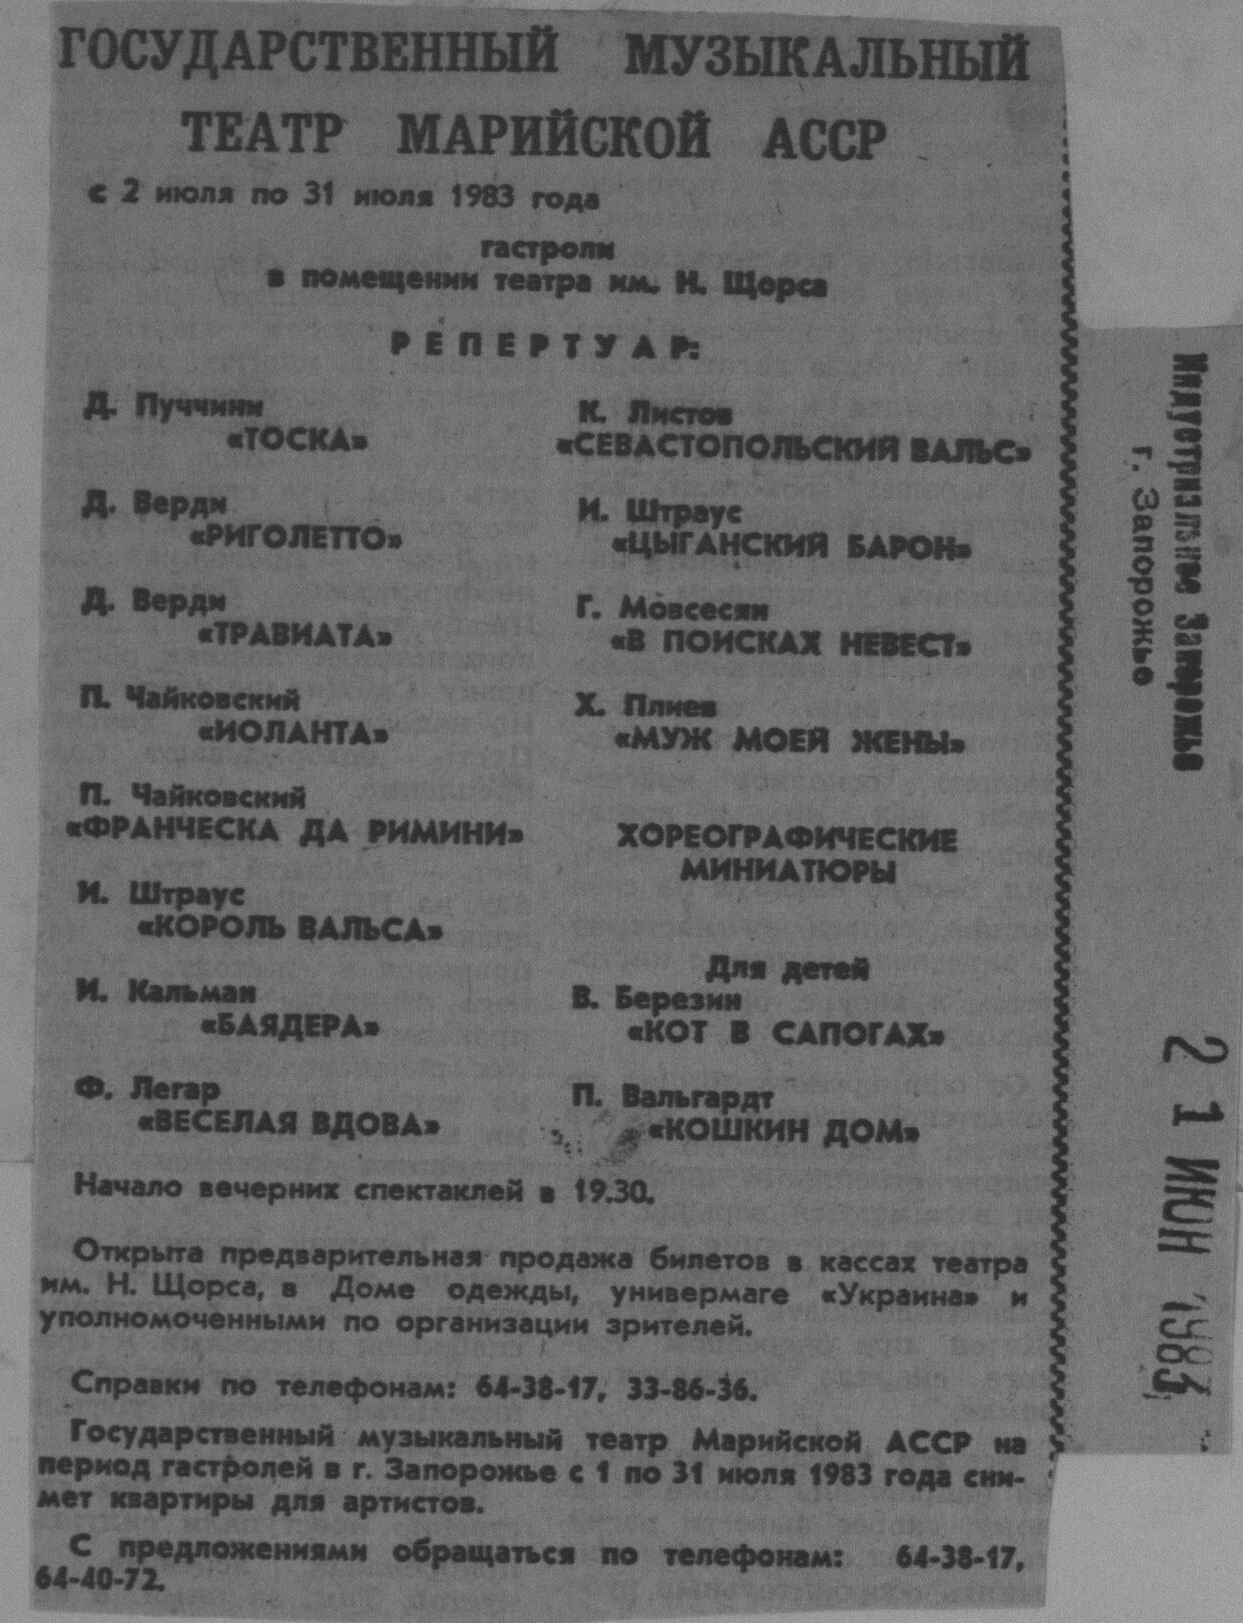 ГОСУДАРСТВЕННЫЙ МУЗЫКАЛЬНЫЙ
ТЕАТР МАРИЙСКОЙ АССР
с 2 июля по 31 июля 1983 года
гастроли
в помещении театра им. Н. Щорса
РЕПЕРТУАР:
Д. Пуччини
«ТОСКА»
Д. Верди
«РИГОЛЕТТО»
Д. Верди
«ТРАВИАТА»
П. Чайковский
«ИОЛАНТА»
П. Чайковский
«ФРАНЧЕСКА ДА РИМИНИ»
И. Штраус
«КОРОЛЬ ВАЛЬСА»
И. Кальман
«БАЯДЕРА»
Ф. Легар
«ВЕСЕЛАЯ ВДОВА»
К. Листов
«СЕВАСТОПОЛЬСКИЙ ВАЛЬС»
И. Штраус
«ЦЫГАНСКИЙ БАРОН»
Г. Мовсесян
«В ПОИСКАХ НЕВЕСТ»
Х. Плиев
«МУЖ МОЕЙ ЖЕНЫ»
ХОРЕОГРАФИЧЕСКИЕ
МИНИАТЮРЫ
Для детей
В. Березин
«КОТ В САПОГАХ»
П. Вальгардт
«КОШКИН ДОМ»
Начало вечерних спектаклей в 19.30.
Открыта предварительная продажа билетов в кассах театра
им. Н. Щорса, в Доме одежды, универмаге «Украина» и
уполномоченными по организации зрителей.
Справки по телефонам: 64-38-17, 33-86-36.
Государственный музыкальный театр Марийской АССР на
период гастролей в г. Запорожье с 1 по 31 июля 1983 года сни-
мет квартиры для артистов.
С предложениями обращаться по телефонам: 64-38-17,
64-40-72.
Индустриальное Запорожье
г. Запорожье
21 ИЮН 1983